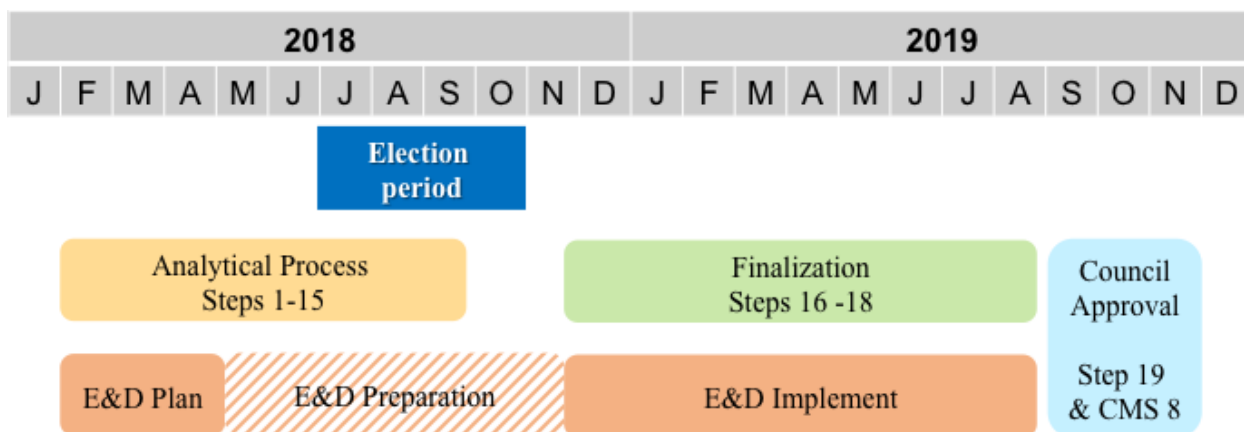 2018 2019
J F M A M J J A S O N D J F M A M J J A S O N D
Election
period
Analytical Process
Steps 1-15
Finalization
Steps 16 -18
Council
Approval
E&D Plan
E&D Preparation
E&D Implement
Step 19
& CMS 8